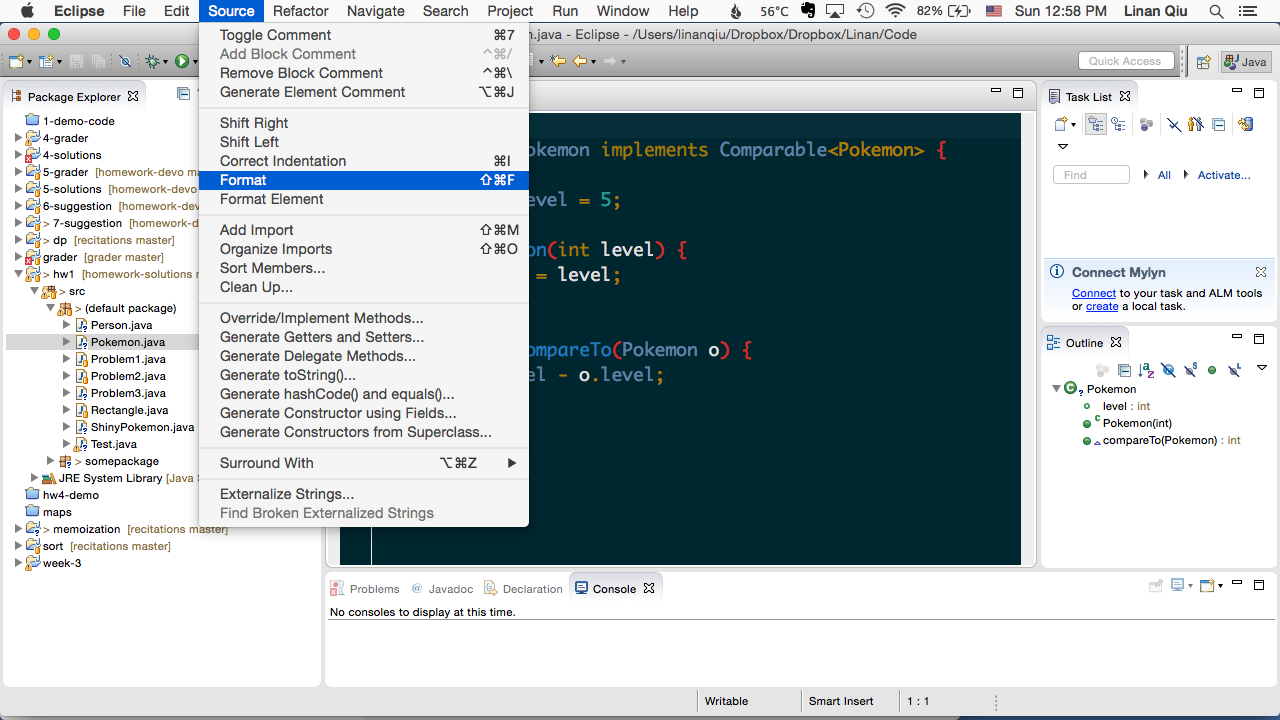 Eclipse File Edit Source Refactor Navigate Search Project Run Window Help 56°C 82% Sun 12:58 PM Linan Qiu
n.java - Eclipse - /Users/linanqiu/Dropbox/Dropbox/Linan/Code
Quick Access
Java
Package Explorer
1-demo-code
4-grader
4-solutions
5-grader [homework-devo m
5-solutions [homework-devo
6-suggestion [homework-dev
> 7-suggestion [homework-de
> dp [recitations master]
grader [grader master]
> hw1 [homework-solutions m
> src
> (default package)
Person.java
Pokemon.java
Problem1.java
Problem2.java
Problem3.java
Rectangle.java
ShinyPokemon.java
Test.java
> somepackage
JRE System Library [Java S
hw4-demo
maps
> memoization [recitations master]
sort [recitations master]
week-3
Toggle Comment ⌘7
Add Block Comment ^⌘/
Remove Block Comment ^⌘\
Generate Element Comment ⌥⌘J
Shift Right
Shift Left
Correct Indentation ⌘I
Format ⇧⌘F
Format Element
Add Import ⇧⌘M
Organize Imports ⇧⌘O
Sort Members...
Clean Up...
Override/Implement Methods...
Generate Getters and Setters...
Generate Delegate Methods...
Generate toString()...
Generate hashCode() and equals()...
Generate Constructor using Fields...
Generate Constructors from Superclass...
Surround With ⌥⌘Z
Externalize Strings...
Find Broken Externalized Strings
okemon implements Comparable<Pokemon> {
evel = 5;
on(int level) {
= level;
ompareTo(Pokemon o) {
el - o.level;
Task List
Find All Activate...
Connect Mylyn
Connect to your task and ALM tools
or create a local task.
Outline
Pokemon
level : int
Pokemon(int)
compareTo(Pokemon) : int
Problems @ Javadoc Declaration Console
No consoles to display at this time.
Writable Smart Insert 1 : 1